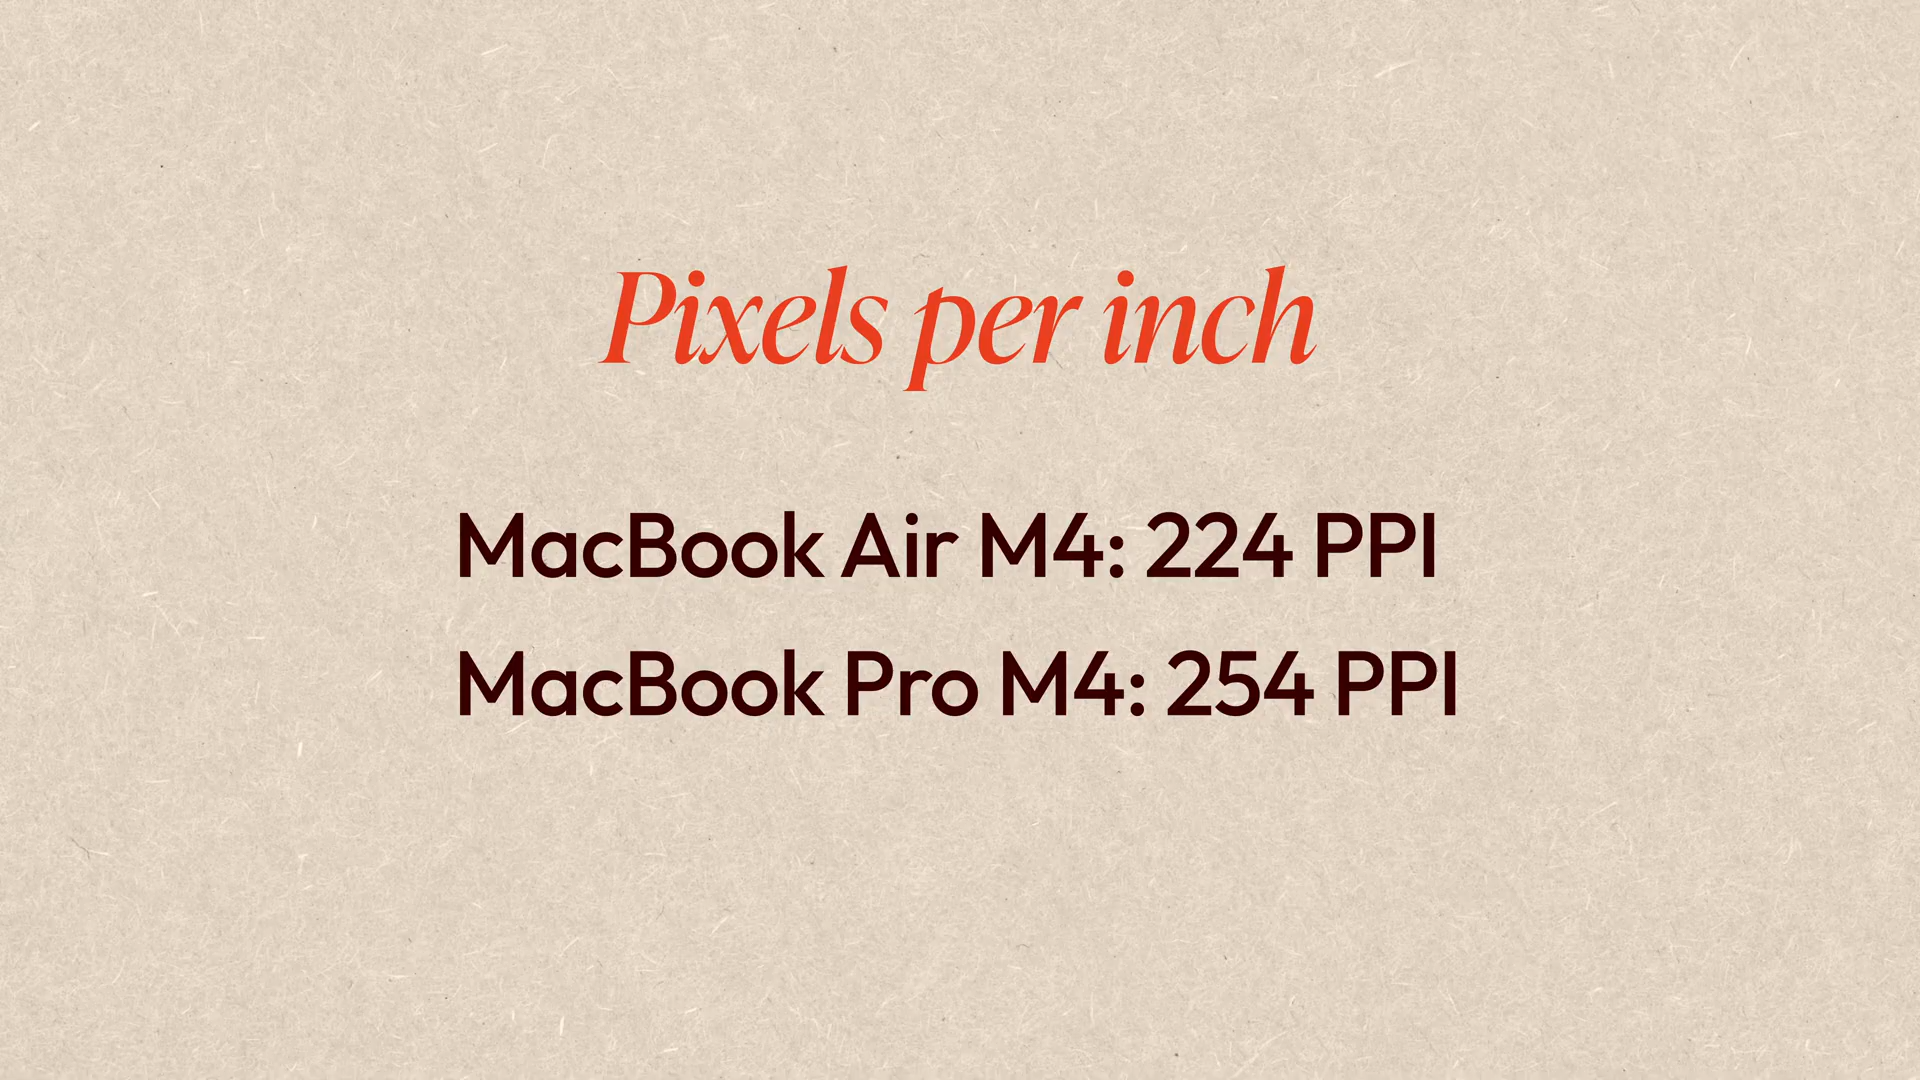 Pixels per inch
MacBook Air M4: 224 PPI
MacBook Pro M4: 254 PPI